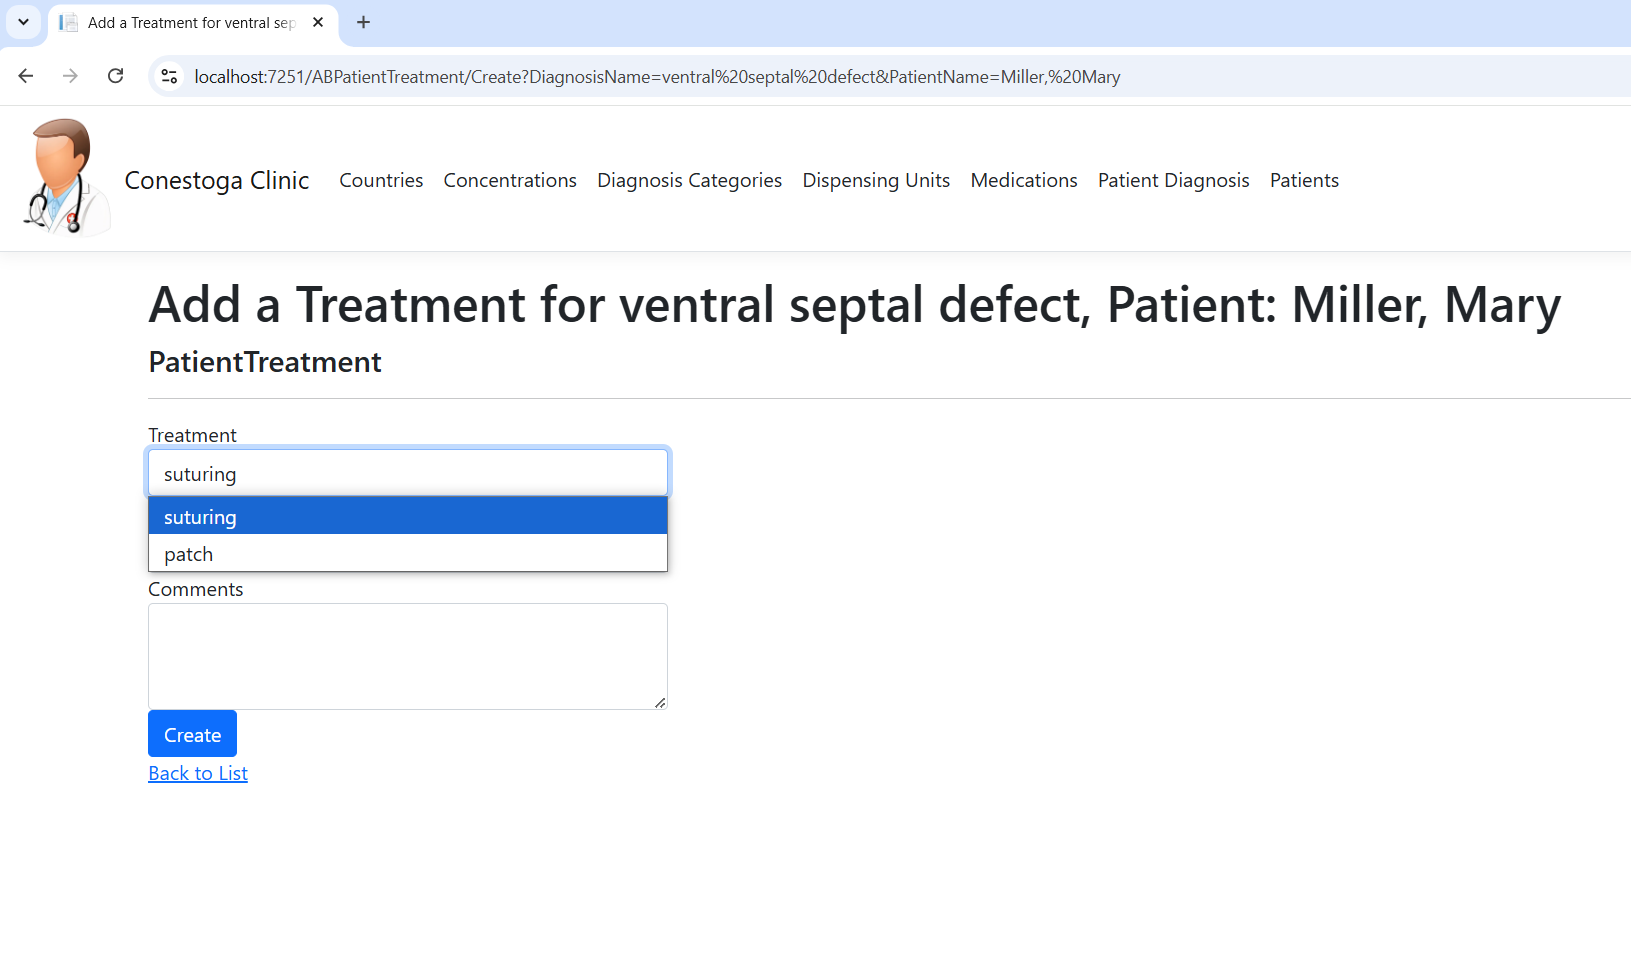 Add a Treatment for ventral sep
localhost:7251/ABPatientTreatment/Create?DiagnosisName=ventral%20septal%20defect&PatientName=Miller,%20Mary
Conestoga Clinic Countries Concentrations Diagnosis Categories Dispensing Units Medications Patient Diagnosis Patients
Add a Treatment for ventral septal defect, Patient: Miller, Mary
PatientTreatment
Treatment
suturing
suturing
patch
Comments
Create
Back to List